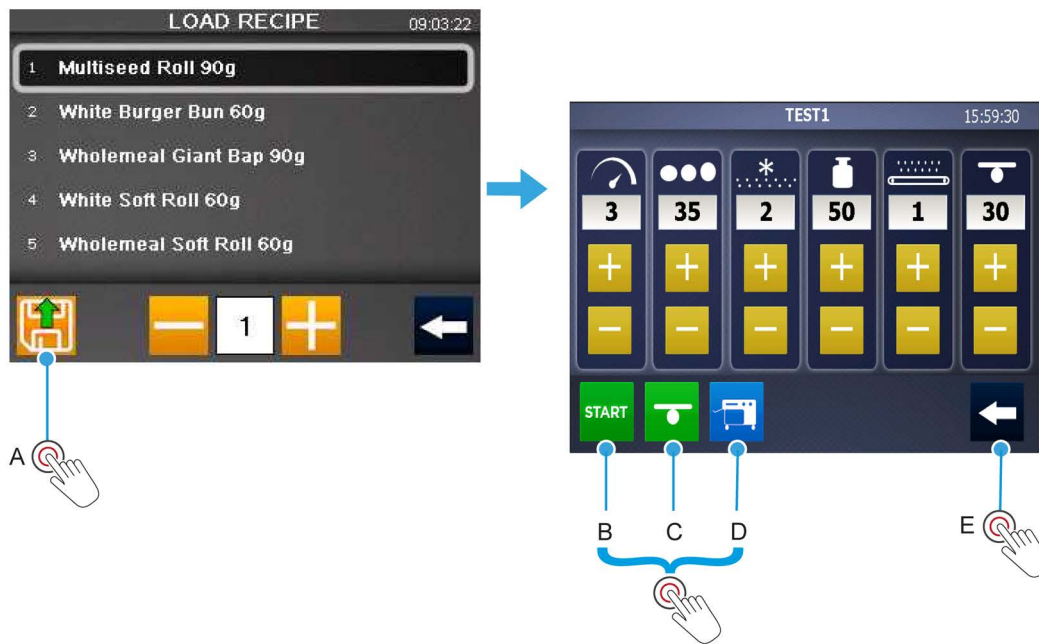 LOAD RECIPE 09:03:22
1 Multiseed Roll 90g
2 White Burger Bun 60g
3 Wholemeal Giant Bap 90g
4 White Soft Roll 60g
5 Wholemeal Soft Roll 60g
1
A
TEST1 15:59:30
3 35 2 50 1 30
+ + + + + +
− − − − − −
START
B C D
E